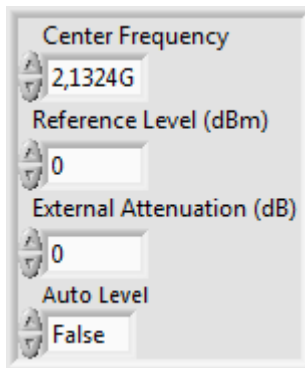 Center Frequency
2,1324G
Reference Level (dBm)
0
External Attenuation (dB)
0
Auto Level
False